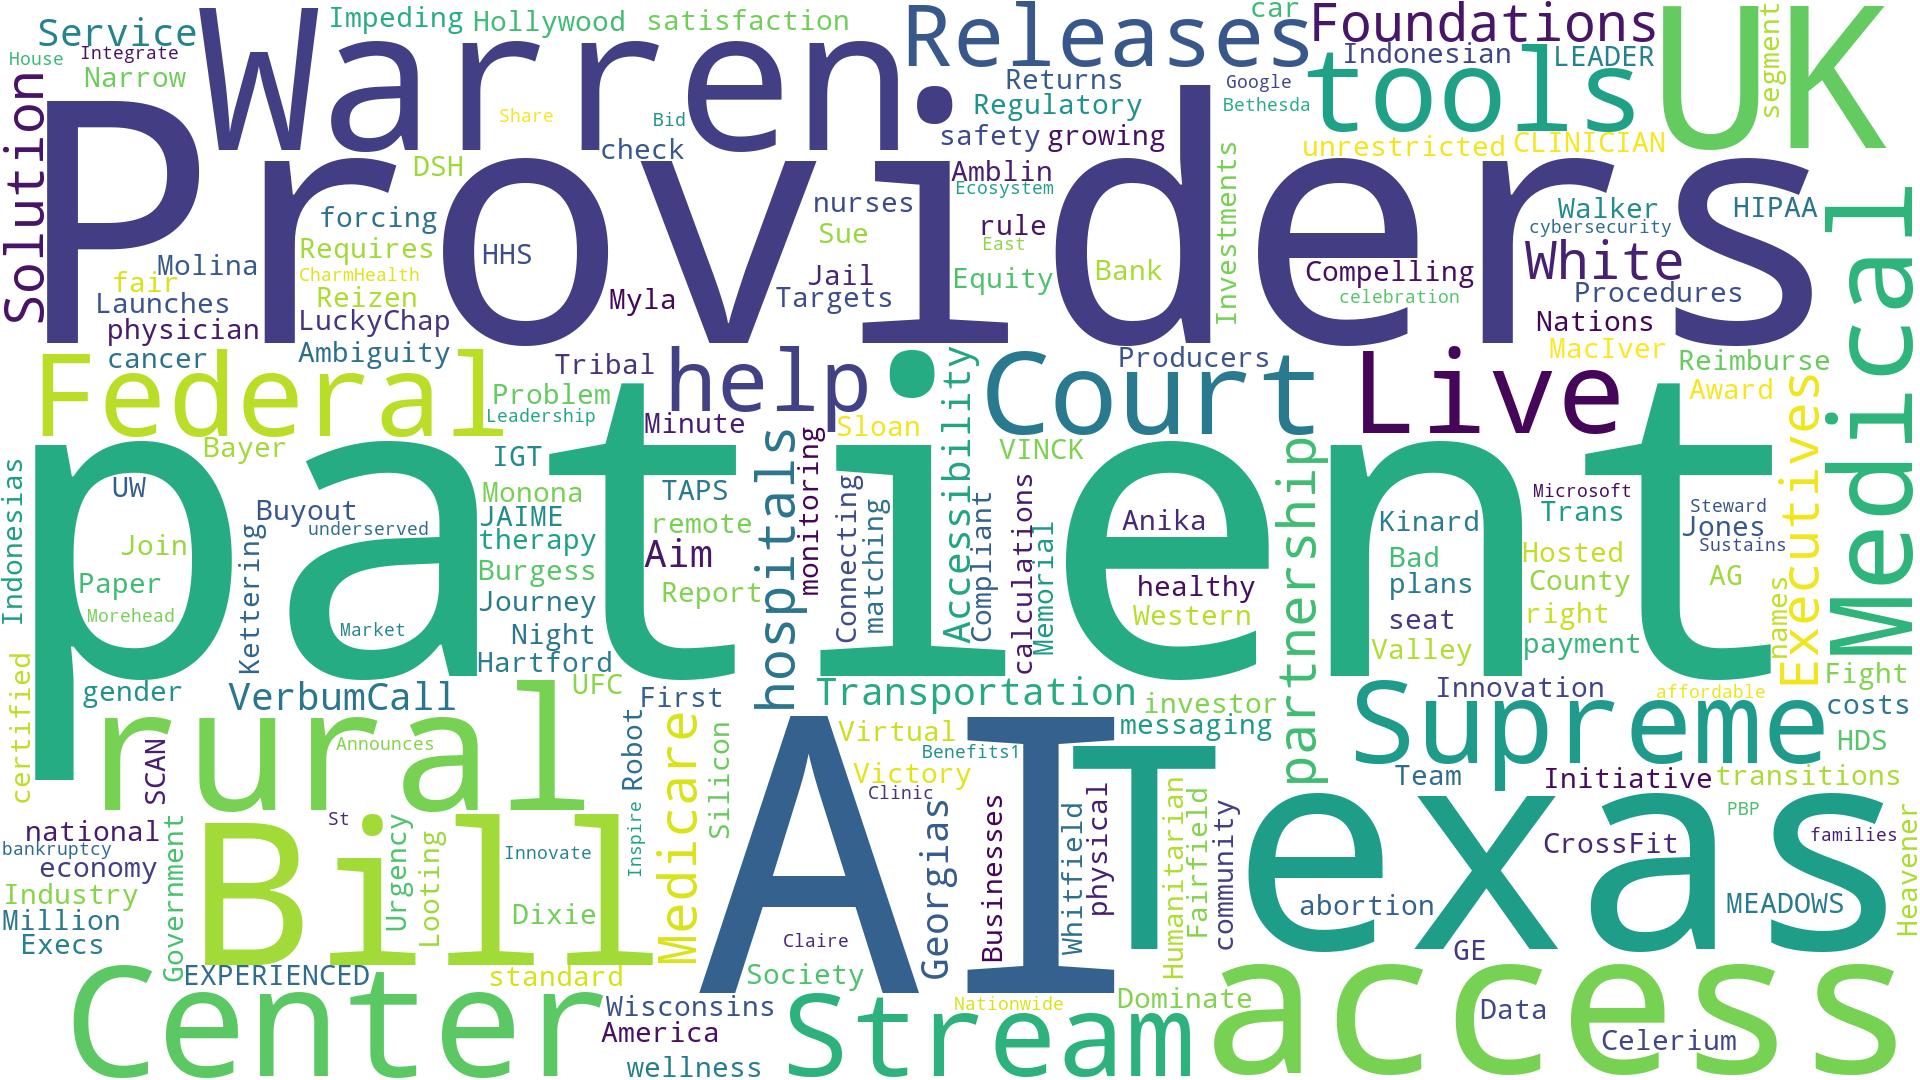 Warren
Providers
Releases
Foundations
tools
UK
Service
Impeding
Hollywood
satisfaction
car
House
Integrate
Narrow
Solution
Share
Bid
check
DSH
Returns
Regulatory
safety
growing
Google
Bethesda
Indonesian
LEADER
segment
unrestricted
CLINICIAN
Amblin
Ecosystem
nurses
Sue
rule
East
Equity
Bank
Investments
Walker
cybersecurity
HIPAA
White
Compelling
celebration
Procedures
Nations
MacIver
forcing
Requires
CharmHealth
Reizen
LuckyChap
Ambiguity
HHS
Molina
fair
Launches
physician
cancer
Myla
Jail
Targets
Medical
Federal
Tribal
Problem
Leadership
help
Minute
Sloan
Court
Producers
Live
Reimburse
Award
Executives
patient
Bayer
UW
Join
Paper
Morehead
Indonesias
Buyout
underserved
Kettering
Market
IGT
Monona
JAIME
therapy
Burgess
Journey
Night
Hartford
TAPS
remote
Aim
Report
hospitals
monitoring
Connecting
matching
Accessibility
Compliant
calculations
Memorial
VINCK
Anika
healthy
Western
partnership
Kinard
Bad
plans
seat
Valley
Microsoft
Trans
Hosted
County
right
payment
Steward
Jones
Sustains
AG
names
Fight
costs
HDS
gender
VerbumCall
UFC
First
Transportation
investor
messaging
Innovation
affordable
Supreme
Team
Initiative
transitions
certified
rural
SCAN
Announces
Robot
Inspire
Medicare
Silicon
AI
Virtual
Benefits1
Victory
Clinic
Texas
PBP
families
CrossFit
abortion
MEADOWS
Heavener
national
bankruptcy
economy
Industry
Million
Execs
Government
Bill
St
Urgency
Looting
Innovate
Dixie
Claire
Society
Georgias
Businesses
Whitfield
physical
Humanitarian
Fairfield
community
GE
EXPERIENCED
standard
Center
Wisconsins
America
wellness
Nationwide
Stream
Dominate
access
Data
Celerium